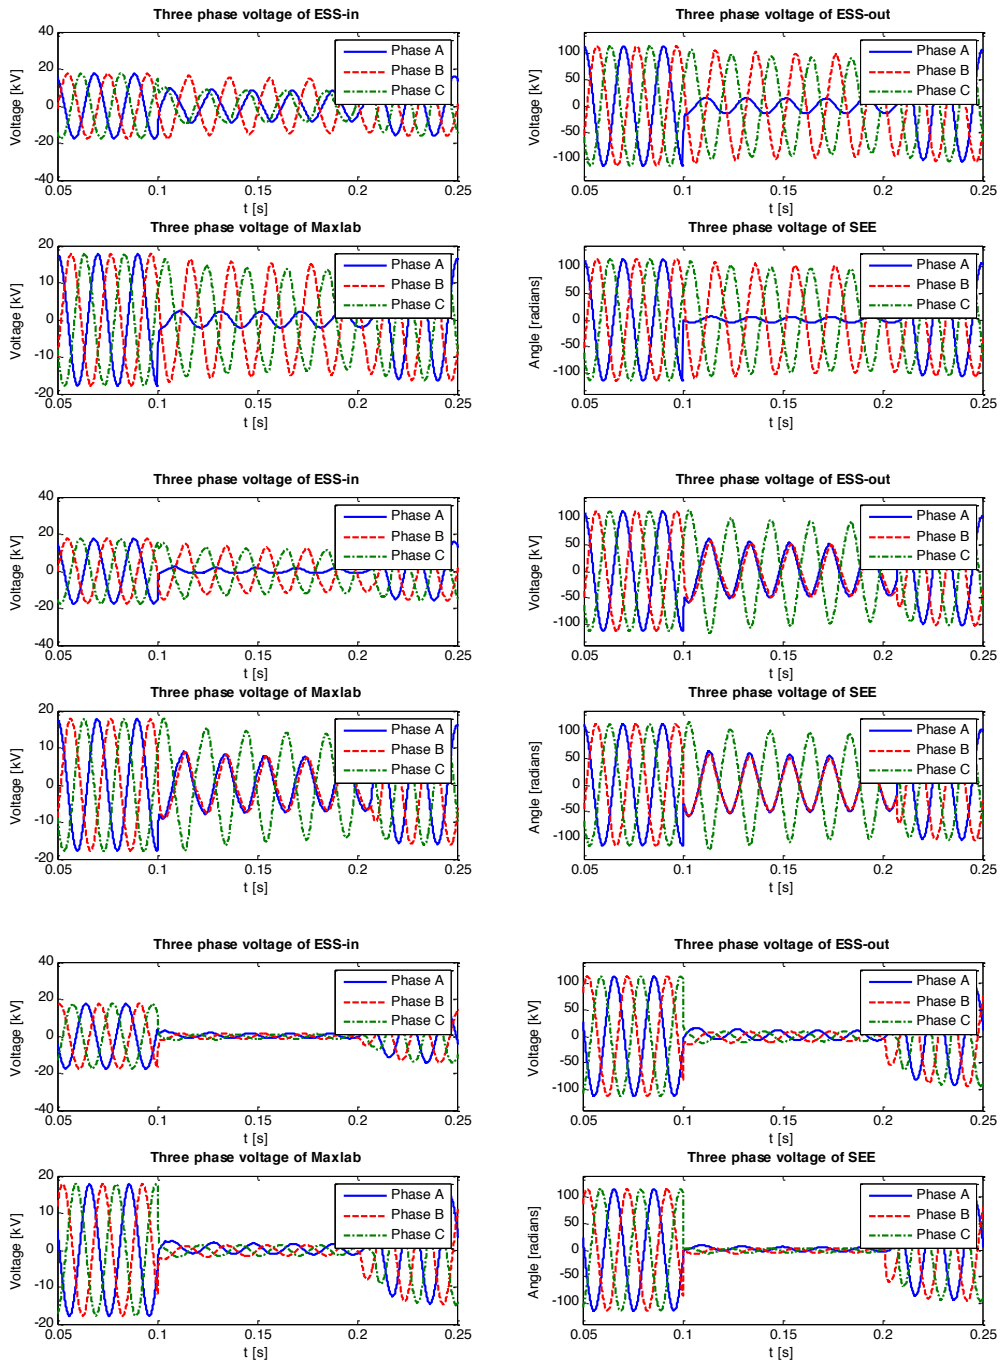 Three phase voltage of ESS-in
Voltage [kV]
40
20
0
-20
-40
Phase A
Phase B
Phase C
0.05 0.1 0.15 0.2 0.25
t [s]
Three phase voltage of ESS-out
Voltage [kV]
100
50
0
-50
-100
Phase A
Phase B
Phase C
0.05 0.1 0.15 0.2 0.25
t [s]
Three phase voltage of Maxlab
Voltage [kV]
20
10
0
-10
-20
Phase A
Phase B
Phase C
0.05 0.1 0.15 0.2 0.25
t [s]
Three phase voltage of SEE
Angle [radians]
100
50
0
-50
-100
Phase A
Phase B
Phase C
0.05 0.1 0.15 0.2 0.25
t [s]
Three phase voltage of ESS-in
Voltage [kV]
40
20
0
-20
-40
Phase A
Phase B
Phase C
0.05 0.1 0.15 0.2 0.25
t [s]
Three phase voltage of ESS-out
Voltage [kV]
100
50
0
-50
-100
Phase A
Phase B
Phase C
0.05 0.1 0.15 0.2 0.25
t [s]
Three phase voltage of Maxlab
Voltage [kV]
20
10
0
-10
-20
Phase A
Phase B
Phase C
0.05 0.1 0.15 0.2 0.25
t [s]
Three phase voltage of SEE
Angle [radians]
100
50
0
-50
-100
Phase A
Phase B
Phase C
0.05 0.1 0.15 0.2 0.25
t [s]
Three phase voltage of ESS-in
Voltage [kV]
40
20
0
-20
-40
Phase A
Phase B
Phase C
0.05 0.1 0.15 0.2 0.25
t [s]
Three phase voltage of ESS-out
Voltage [kV]
100
50
0
-50
-100
Phase A
Phase B
Phase C
0.05 0.1 0.15 0.2 0.25
t [s]
Three phase voltage of Maxlab
Voltage [kV]
20
10
0
-10
-20
Phase A
Phase B
Phase C
0.05 0.1 0.15 0.2 0.25
t [s]
Three phase voltage of SEE
Angle [radians]
100
50
0
-50
-100
Phase A
Phase B
Phase C
0.05 0.1 0.15 0.2 0.25
t [s]